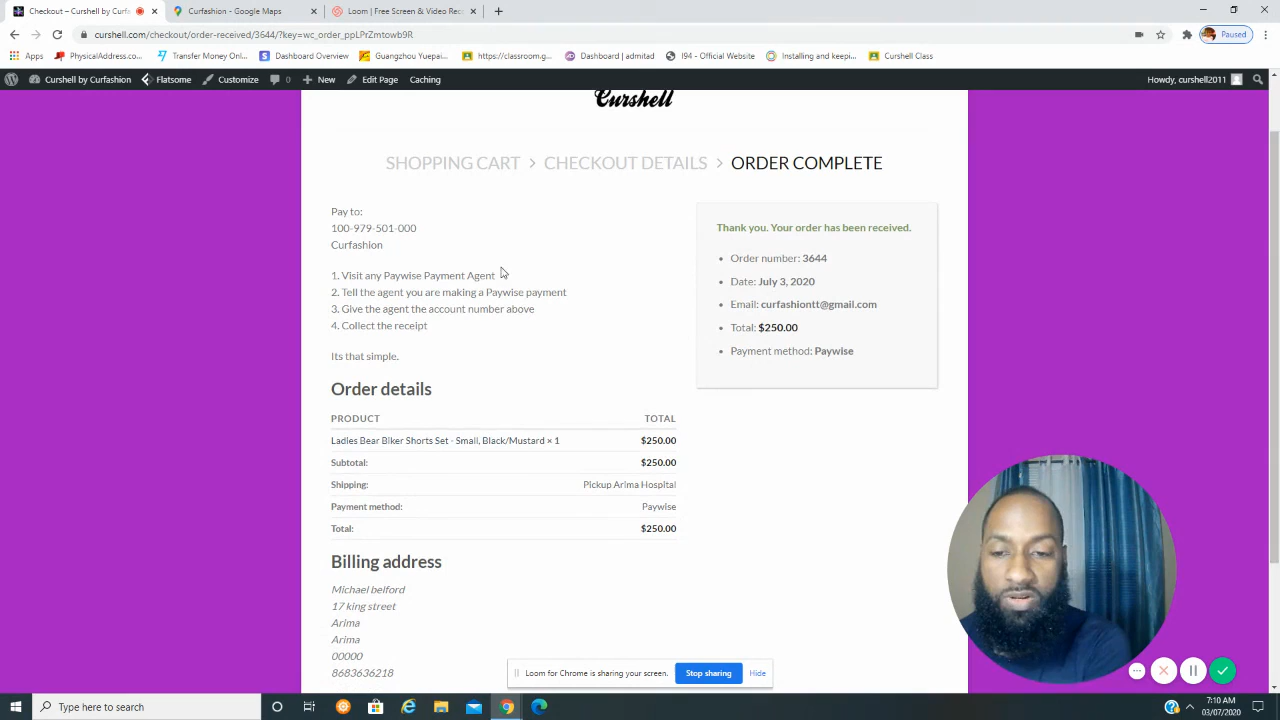 Checkout – Curshell by Curfa
Curfashion - Google Maps
Loom | Free Screen & Video Rec
curshell.com/checkout/order-received/3644/?key=wc_order_ppLPrZmtowb9R
Paused
Apps
PhysicalAddress.co...
Transfer Money Onl...
Dashboard Overview
Guangzhou Yuepai...
https://classroom.g...
Dashboard | admitad
I94 - Official Website
Installing and keepi...
Curshell Class
Curshell by Curfashion
Flatsome
Customize
0
New
Edit Page
Caching
Howdy, curshell2011
Curshell
SHOPPING CART > CHECKOUT DETAILS > ORDER COMPLETE
Pay to:
100-979-501-000
Curfashion
1. Visit any Paywise Payment Agent
2. Tell the agent you are making a Paywise payment
3. Give the agent the account number above
4. Collect the receipt
Its that simple.
Thank you. Your order has been received.
Order number: 3644
Date: July 3, 2020
Email: curfashiontt@gmail.com
Total: $250.00
Payment method: Paywise
Order details
PRODUCT TOTAL
Ladies Bear Biker Shorts Set - Small, Black/Mustard × 1 $250.00
Subtotal: $250.00
Shipping: Pickup Arima Hospital
Payment method: Paywise
Total: $250.00
Billing address
Michael belford
17 king street
Arima
Arima
00000
8683636218
Loom for Chrome is sharing your screen.
Stop sharing
Hide
Type here to search
7:10 AM
03/07/2020